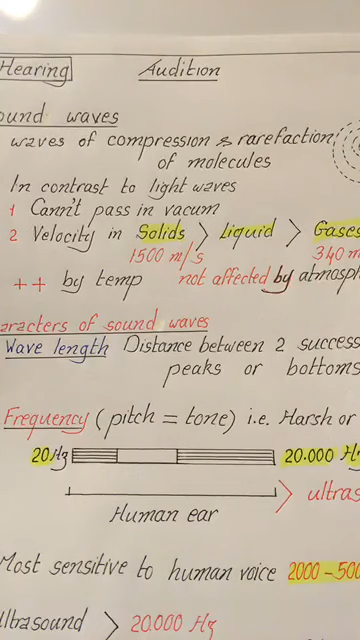 Hearing Audition
ound waves
waves of compression & rarefaction
of molecules
In contrast to light waves
1 Cann't pass in vacum
2 Velocity in Solids > Liquid > Gases
1500 m/s 340 m
++ by temp not affected by atmosph
aracters of sound waves
Wave length Distance between 2 success
peaks or bottoms
Frequency (pitch = tone) i.e. Harsh or
20 Hz 20.000 Hz
> ultras
Human ear
Most sensitive to human voice 2000 - 500
ultrasound > 20.000 Hz